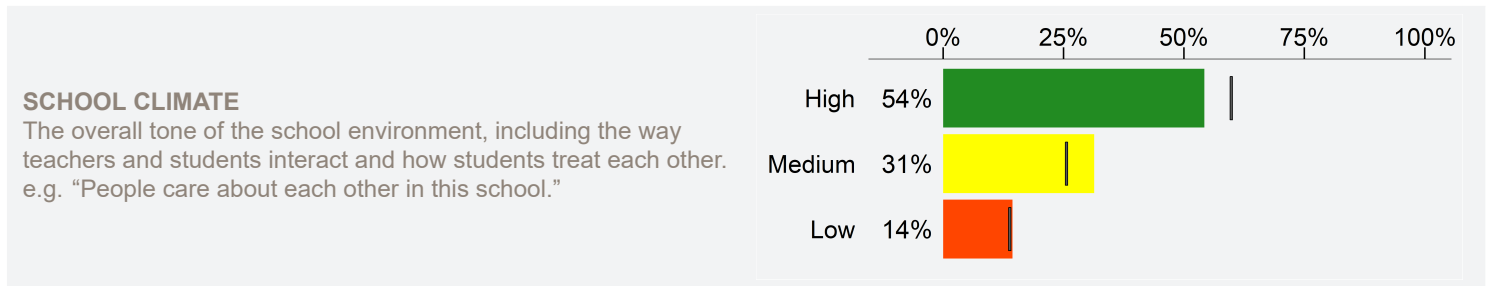 SCHOOL CLIMATE
The overall tone of the school environment, including the way
teachers and students interact and how students treat each other.
e.g. “People care about each other in this school.”
0% 25% 50% 75% 100%
High 54%
Medium 31%
Low 14%